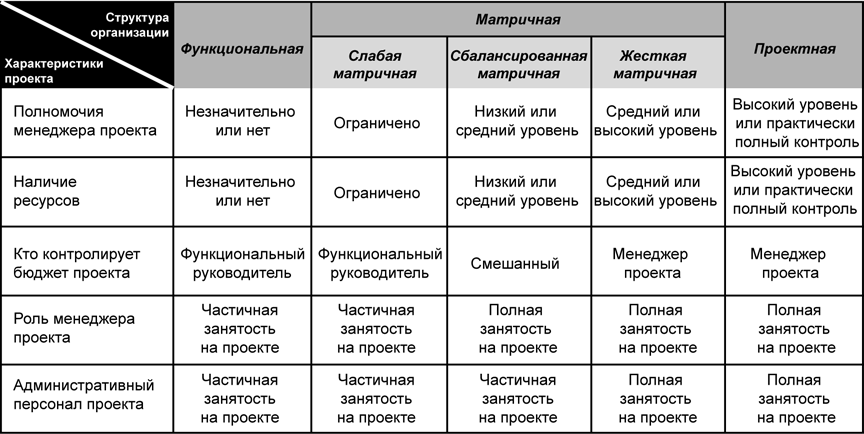 Структура
организации
Характеристики
проекта
Функциональная
Матричная
Слабая
матричная
Сбалансированная
матричная
Жесткая
матричная
Проектная
Полномочия
менеджера проекта
Незначительно
или нет
Ограничено
Низкий или
средний уровень
Средний или
высокий уровень
Высокий уровень
или практически
полный контроль
Наличие
ресурсов
Незначительно
или нет
Ограничено
Низкий или
средний уровень
Средний или
высокий уровень
Высокий уровень
или практически
полный контроль
Кто контролирует
бюджет проекта
Функциональный
руководитель
Функциональный
руководитель
Смешанный
Менеджер
проекта
Менеджер
проекта
Роль менеджера
проекта
Частичная
занятость
на проекте
Частичная
занятость
на проекте
Полная
занятость
на проекте
Полная
занятость
на проекте
Полная
занятость
на проекте
Административный
персонал проекта
Частичная
занятость
на проекте
Частичная
занятость
на проекте
Частичная
занятость
на проекте
Полная
занятость
на проекте
Полная
занятость
на проекте